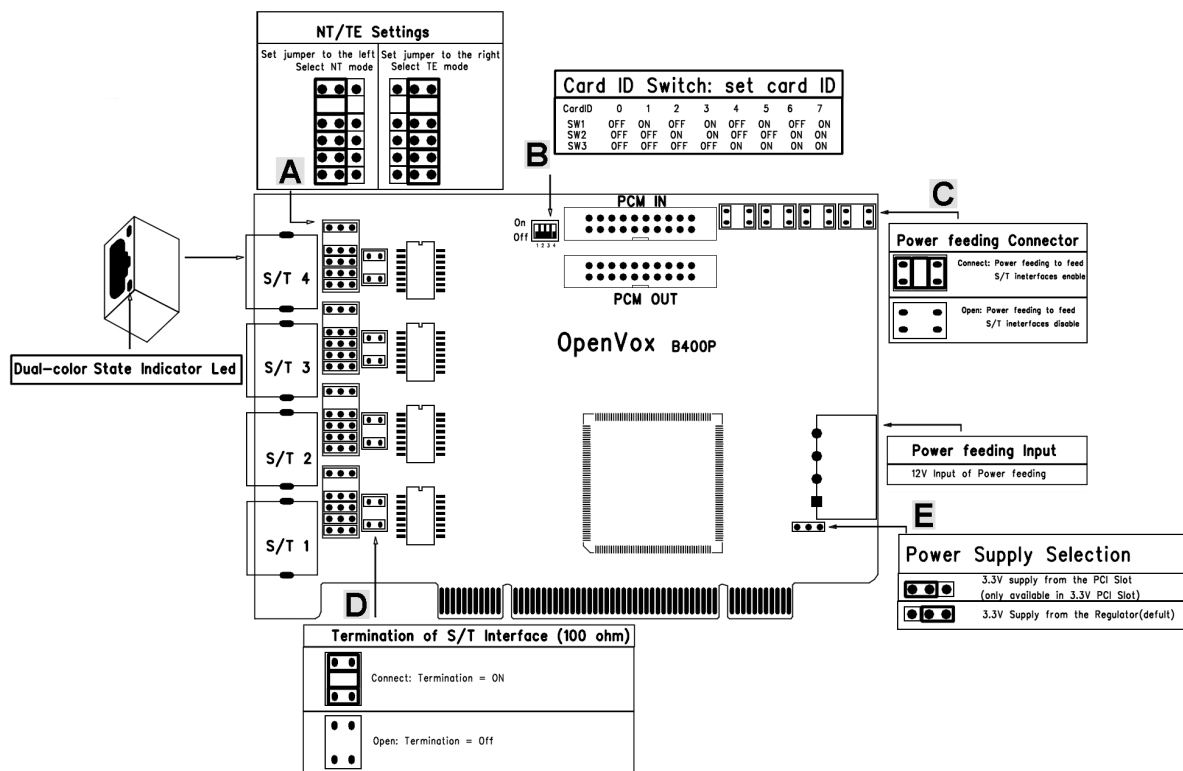 NT/TE Settings
Set jumper to the left
Select NT mode
Set jumper to the right
Select TE mode
A
B
Card ID Switch: set card ID
CardID 0 1 2 3 4 5 6 7
SW1 OFF ON OFF ON OFF ON OFF ON
SW2 OFF OFF ON ON OFF OFF ON ON
SW3 OFF OFF OFF OFF ON ON ON ON
C
Power feeding Connector
Connect: Power feeding to feed
S/T ineterfaces enable
Open: Power feeding to feed
S/T ineterfaces disable
On
Off
1 2 3 4
PCM IN
PCM OUT
OpenVox B400P
S/T 4
S/T 3
S/T 2
S/T 1
Dual-color State Indicator Led
Power feeding Input
12V Input of Power feeding
E
Power Supply Selection
3.3V supply from the PCI Slot
(only available in 3.3V PCI Slot)
3.3V Supply from the Regulator(defult)
D
Termination of S/T Interface (100 ohm)
Connect: Termination = ON
Open: Termination = Off